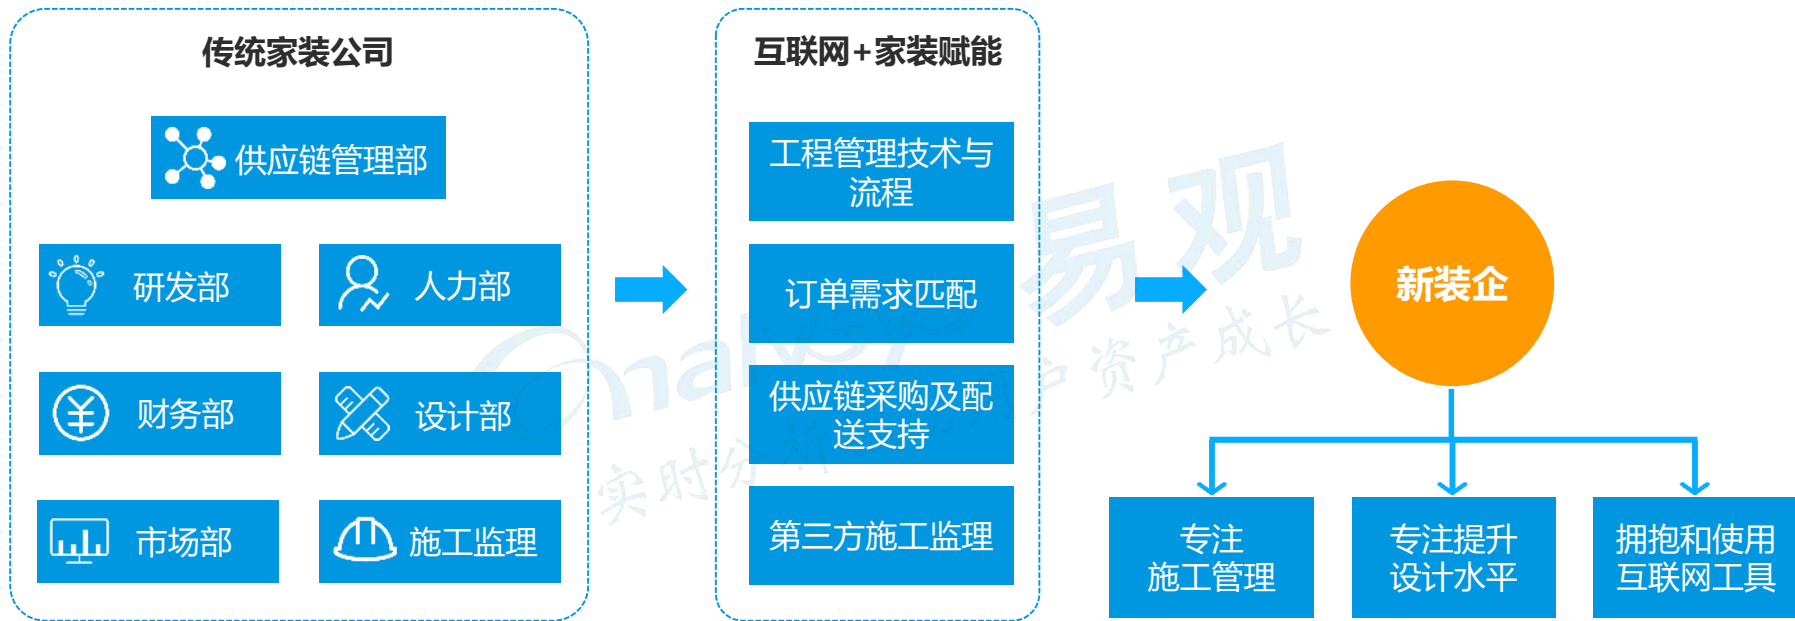 传统家装公司
供应链管理部
研发部
人力部
财务部
设计部
市场部
施工监理
互联网+家装赋能
工程管理技术与
流程
订单需求匹配
供应链采购及配
送支持
第三方施工监理
新装企
专注
施工管理
专注提升
设计水平
拥抱和使用
互联网工具
易观